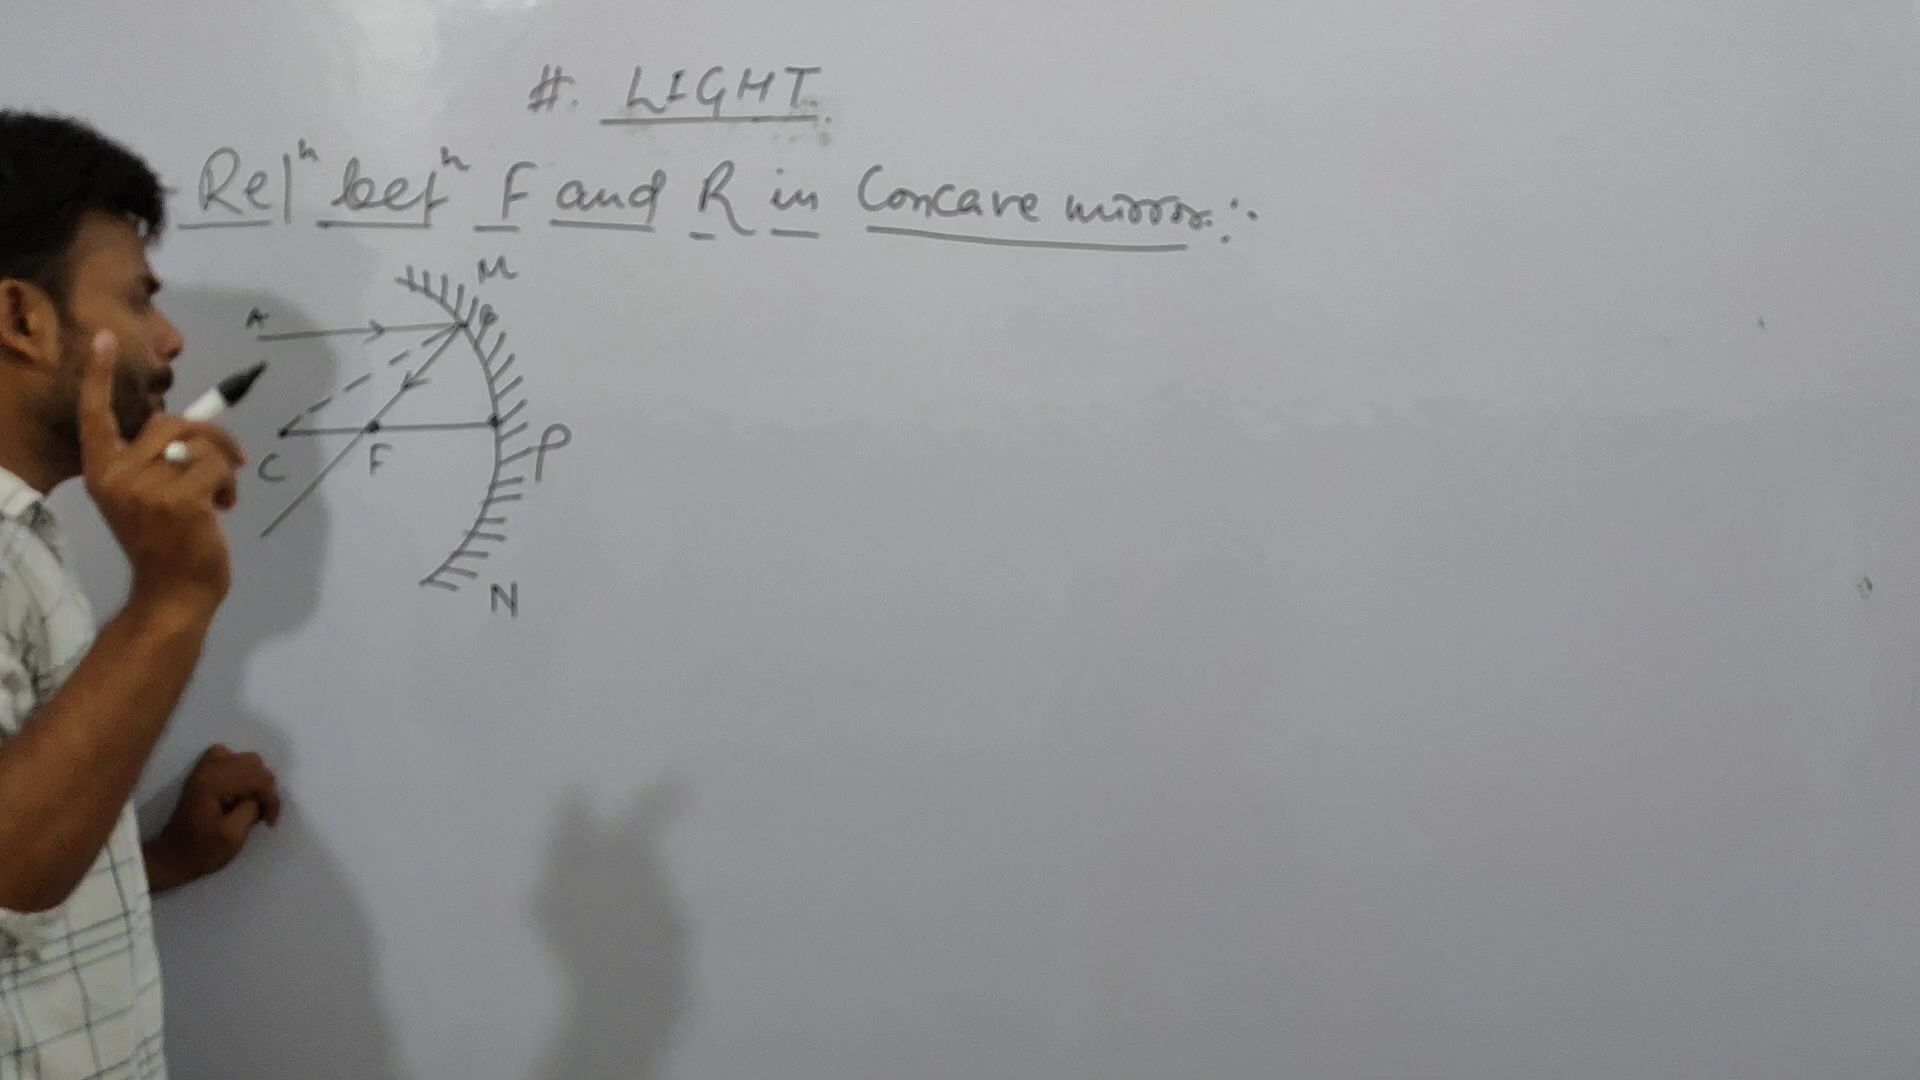 #. LIGHT.
Relⁿ betⁿ F and R in Concave mirror:-
M
A
B
C
F
P
N